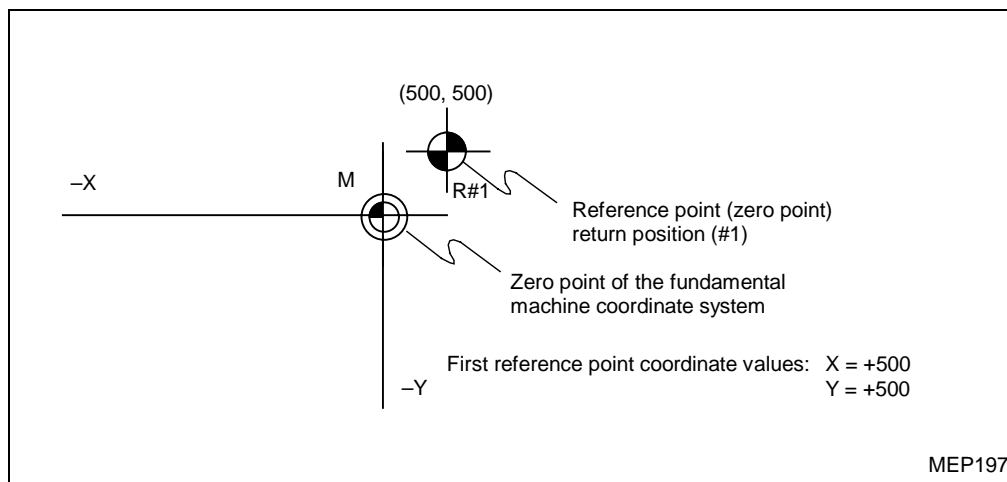 (500, 500)
–X
M
R#1
Reference point (zero point)
return position (#1)
Zero point of the fundamental
machine coordinate system
First reference point coordinate values: X = +500
Y = +500
–Y
MEP197